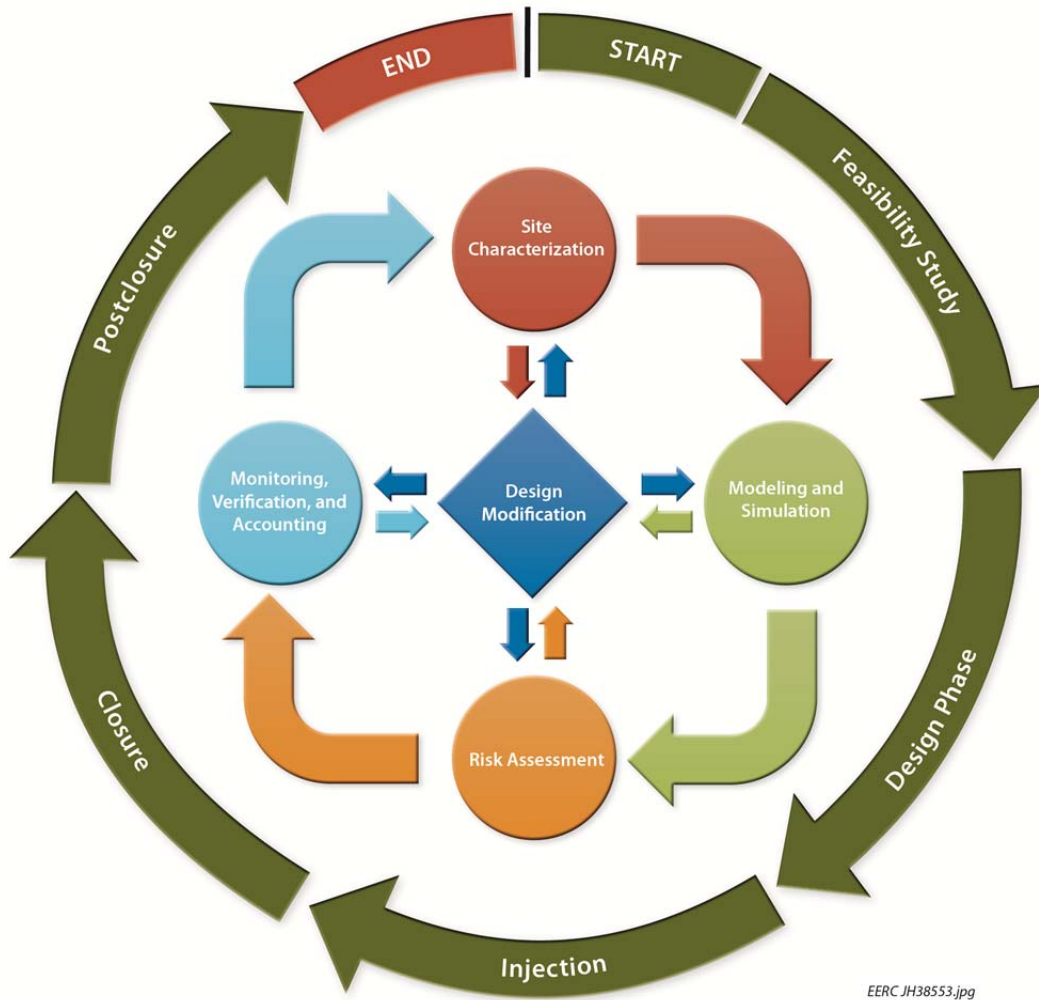 END
START
Feasibility Study
Design Phase
Injection
Closure
Postclosure
Site
Characterization
Modeling and
Simulation
Risk Assessment
Monitoring,
Verification, and
Accounting
Design
Modification
EERC JH38553.jpg